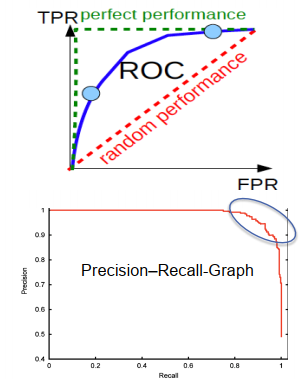 TPR perfect performance
ROC
random performance
FPR
1
0.9
0.8
0.7
0.6
0.5
0.4
Precision
Precision–Recall-Graph
0 0.2 0.4 0.6 0.8 1
Recall